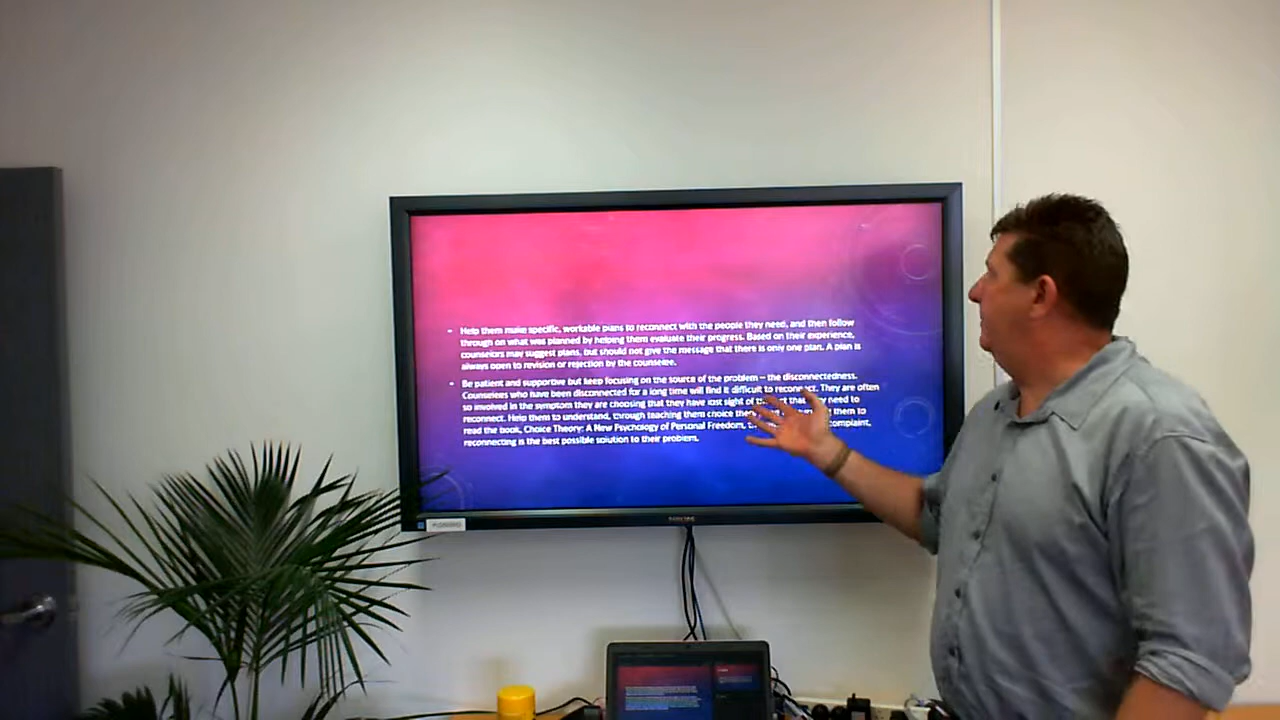 Help them make specific, workable plans to reconnect with the people they need, and then follow
through on what was planned by helping them evaluate their progress. Based on their experience,
counselors may suggest plans, but should not give the message that there is only one plan. A plan is
always open to revision or rejection by the counselee.
Be patient and supportive but keep focusing on the source of the problem – the disconnectedness.
Counselees who have been disconnected for a long time will find it difficult to reconnect. They are often
so involved in the symptom they are choosing that they have lost sight of need to
reconnect. Help them to understand, through teaching them choice them to
read the book, Choice Theory: A New Psychology of Personal Freedom, complaint,
reconnecting is the best possible solution to their problem.